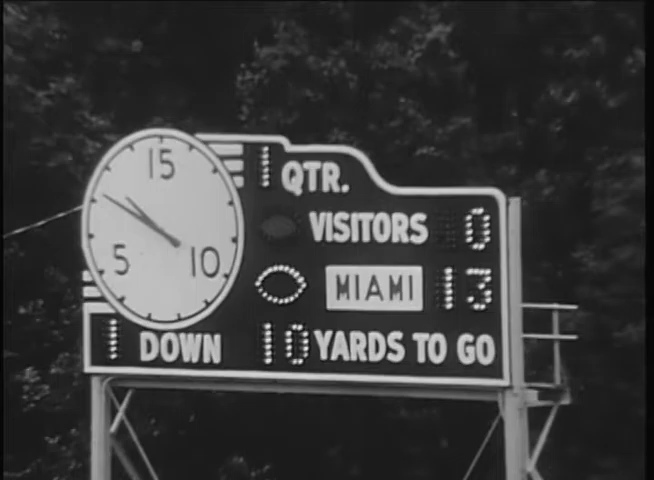 15
5
10
1 QTR.
VISITORS 0
MIAMI 13
1 DOWN 10 YARDS TO GO